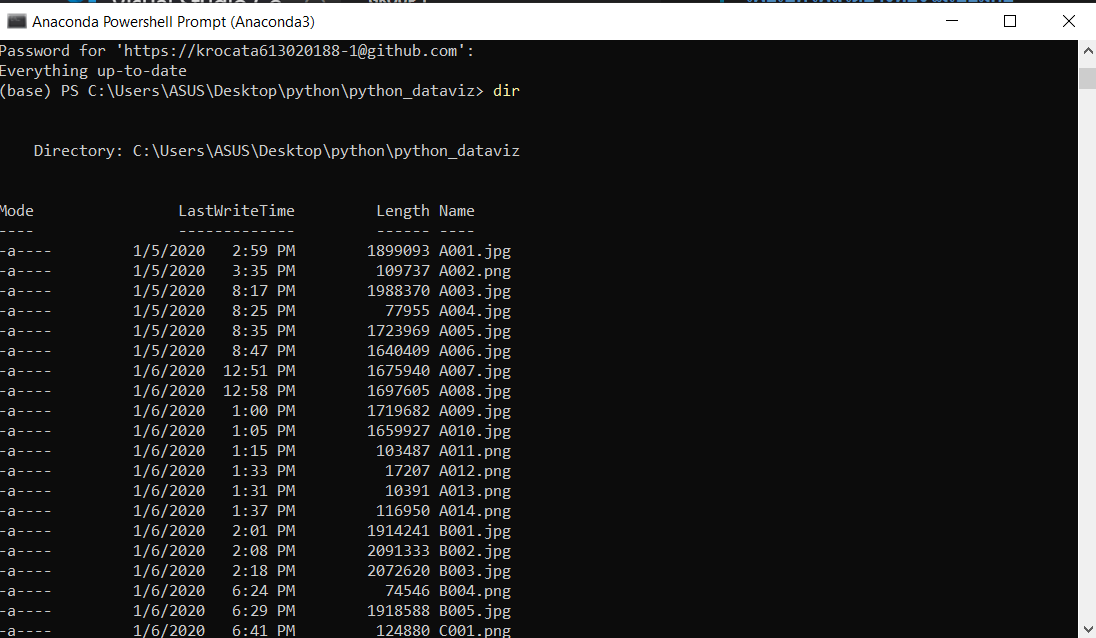 Anaconda Powershell Prompt (Anaconda3)
Password for 'https://krocata613020188-1@github.com':
Everything up-to-date
(base) PS C:\Users\ASUS\Desktop\python\python_dataviz> dir
Directory: C:\Users\ASUS\Desktop\python\python_dataviz
Mode LastWriteTime Length Name
---- ------------- ------ ----
-a---- 1/5/2020 2:59 PM 1899093 A001.jpg
-a---- 1/5/2020 3:35 PM 109737 A002.png
-a---- 1/5/2020 8:17 PM 1988370 A003.jpg
-a---- 1/5/2020 8:25 PM 77955 A004.jpg
-a---- 1/5/2020 8:35 PM 1723969 A005.jpg
-a---- 1/5/2020 8:47 PM 1640409 A006.jpg
-a---- 1/6/2020 12:51 PM 1675940 A007.jpg
-a---- 1/6/2020 12:58 PM 1697605 A008.jpg
-a---- 1/6/2020 1:00 PM 1719682 A009.jpg
-a---- 1/6/2020 1:05 PM 1659927 A010.jpg
-a---- 1/6/2020 1:15 PM 103487 A011.png
-a---- 1/6/2020 1:33 PM 17207 A012.png
-a---- 1/6/2020 1:31 PM 10391 A013.png
-a---- 1/6/2020 1:37 PM 116950 A014.png
-a---- 1/6/2020 2:01 PM 1914241 B001.jpg
-a---- 1/6/2020 2:08 PM 2091333 B002.jpg
-a---- 1/6/2020 2:18 PM 2072620 B003.jpg
-a---- 1/6/2020 6:24 PM 74546 B004.png
-a---- 1/6/2020 6:29 PM 1918588 B005.jpg
-a---- 1/6/2020 6:41 PM 124880 C001.png